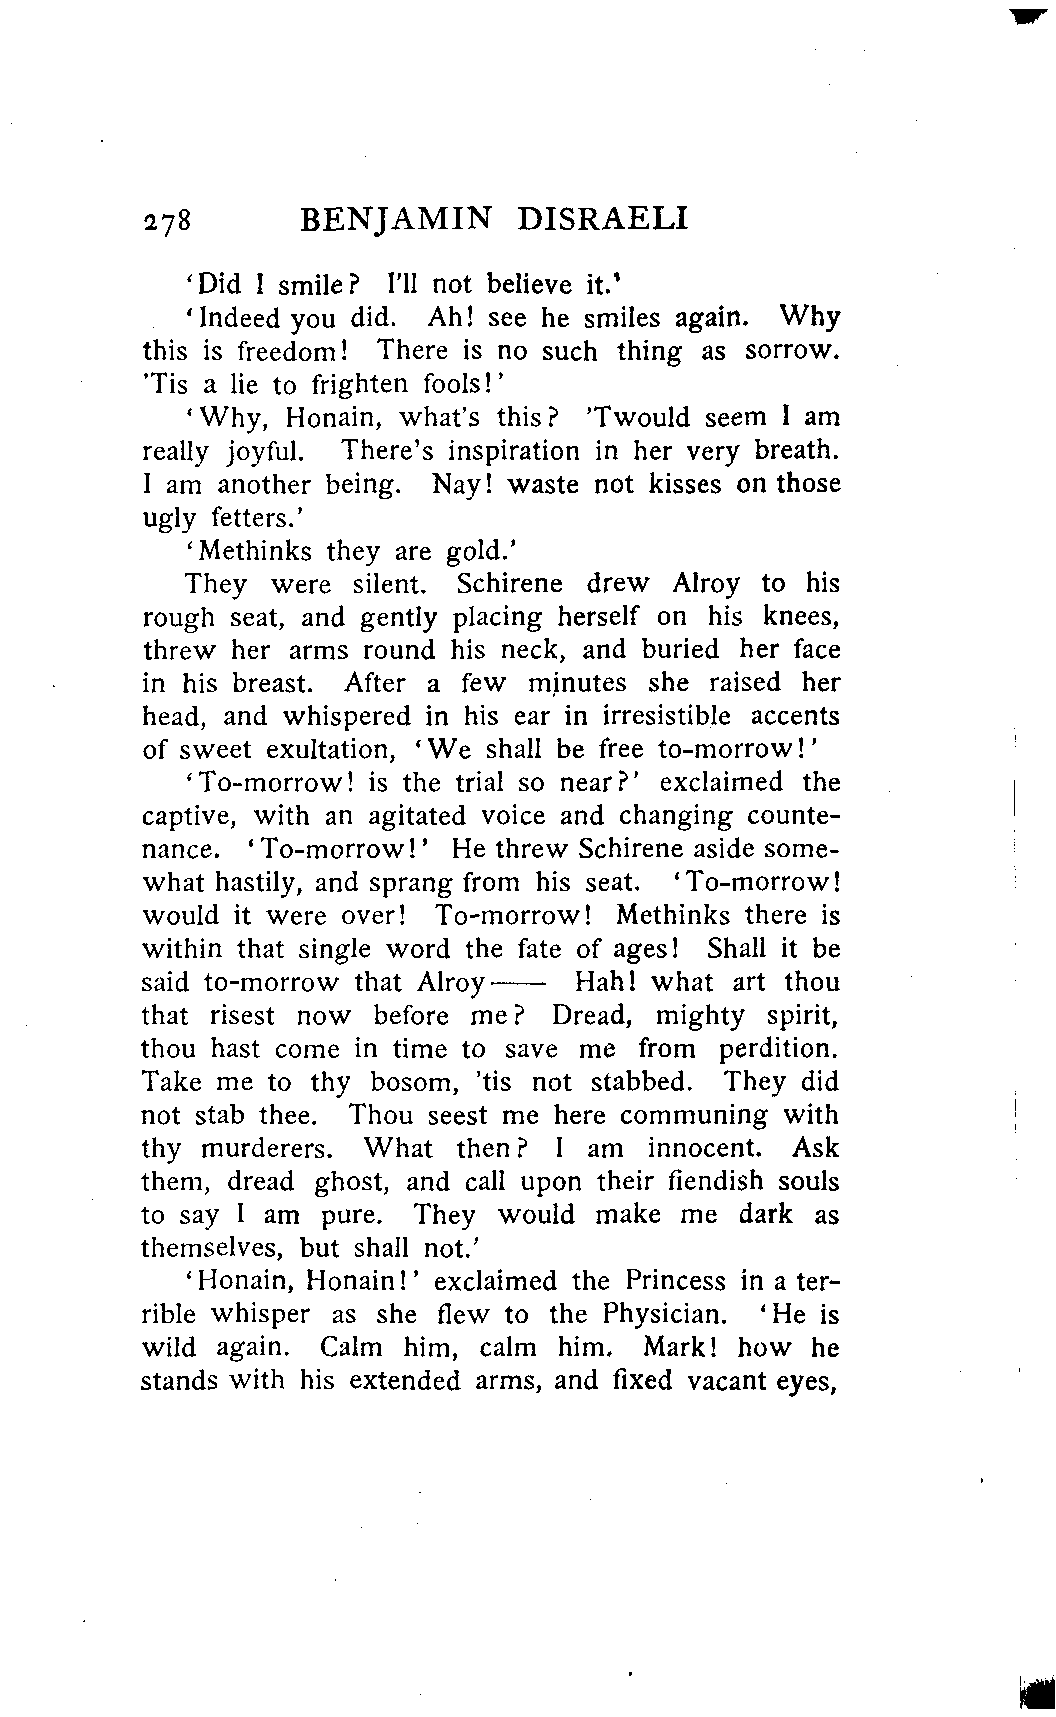 278 BENJAMIN DISRAELI
‘Did I smile? I'll not believe it.’
‘Indeed you did. Ah! see he smiles again. Why
this is freedom! There is no such thing as sorrow.
’Tis a lie to frighten fools!’
‘Why, Honain, what's this? ’Twould seem I am
really joyful. There's inspiration in her very breath.
I am another being. Nay! waste not kisses on those
ugly fetters.’
‘Methinks they are gold.’
They were silent. Schirene drew Alroy to his
rough seat, and gently placing herself on his knees,
threw her arms round his neck, and buried her face
in his breast. After a few minutes she raised her
head, and whispered in his ear in irresistible accents
of sweet exultation, ‘We shall be free to-morrow!’
‘To-morrow! is the trial so near?’ exclaimed the
captive, with an agitated voice and changing counte-
nance. ‘To-morrow!’ He threw Schirene aside some-
what hastily, and sprang from his seat. ‘To-morrow!
would it were over! To-morrow! Methinks there is
within that single word the fate of ages! Shall it be
said to-morrow that Alroy—— Hah! what art thou
that risest now before me? Dread, mighty spirit,
thou hast come in time to save me from perdition.
Take me to thy bosom, ’tis not stabbed. They did
not stab thee. Thou seest me here communing with
thy murderers. What then? I am innocent. Ask
them, dread ghost, and call upon their fiendish souls
to say I am pure. They would make me dark as
themselves, but shall not.’
‘Honain, Honain!’ exclaimed the Princess in a ter-
rible whisper as she flew to the Physician. ‘He is
wild again. Calm him, calm him. Mark! how he
stands with his extended arms, and fixed vacant eyes,